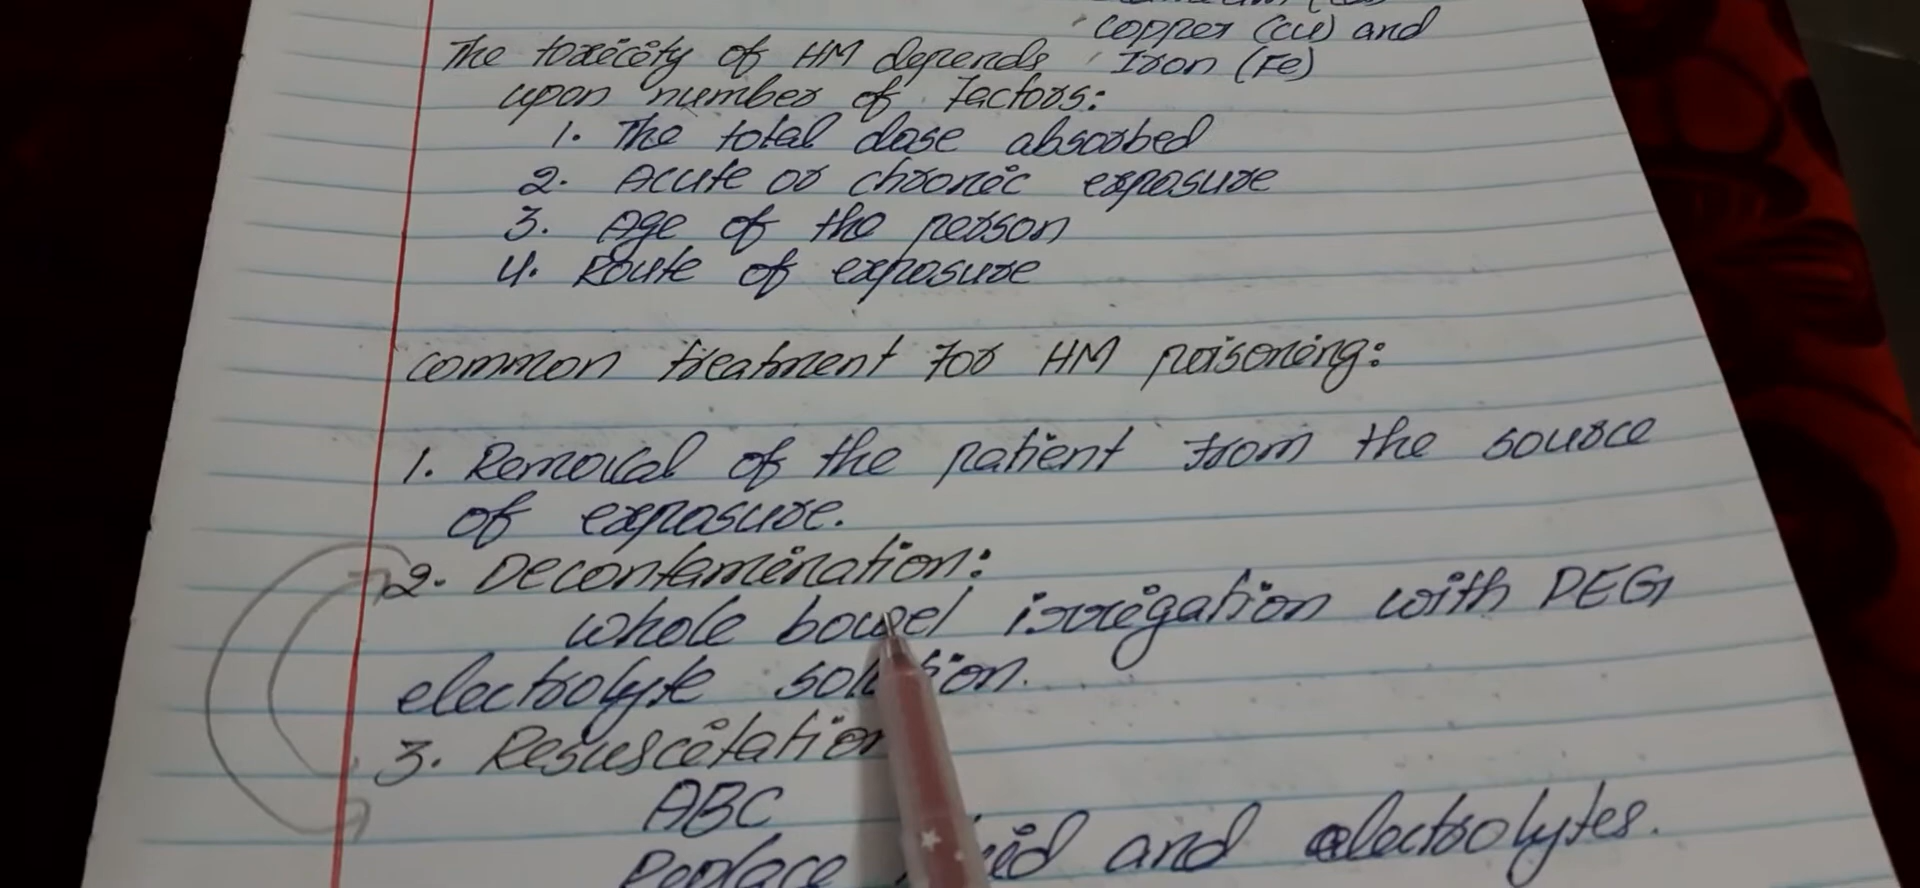 copper (Cu) and
The toxicity of HM depends Iron (Fe)
upon number of factors:
1. The total dose absorbed
2. Acute or chronic exposure
3. Age of the person
4. Route of exposure
common treatment for HM poisoning:
1. Removal of the patient from the source
of exposure.
2. Decontamination:
whole bowel irrigation with PEG
electrolyte solution.
3. Resuscitation
ABC
Replace and electrolytes.